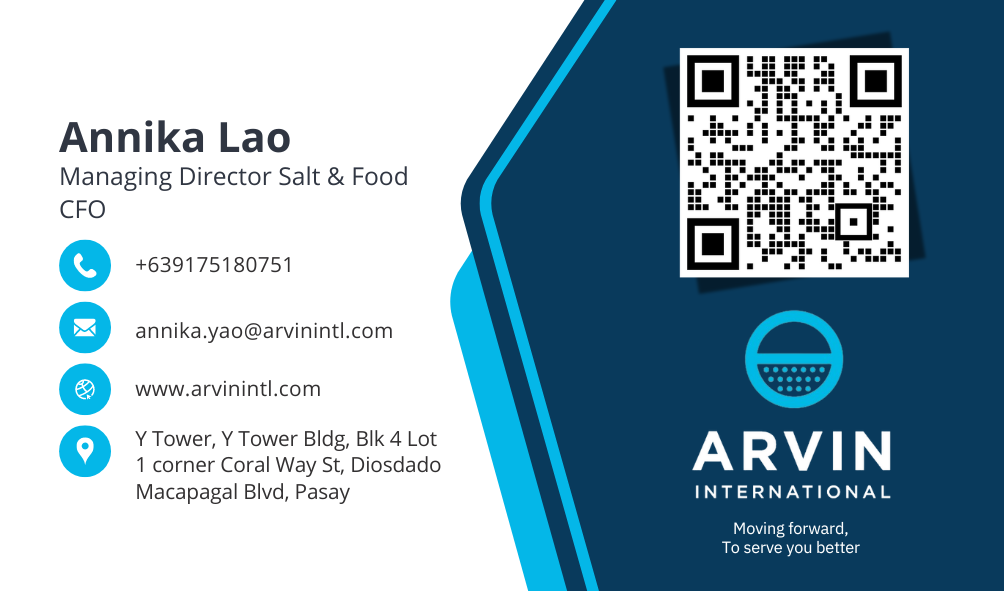 Annika Lao
Managing Director Salt & Food
CFO
+639175180751
annika.yao@arvinintl.com
www.arvinintl.com
Y Tower, Y Tower Bldg, Blk 4 Lot
1 corner Coral Way St, Diosdado
Macapagal Blvd, Pasay
ARVIN
INTERNATIONAL
Moving forward,
To serve you better